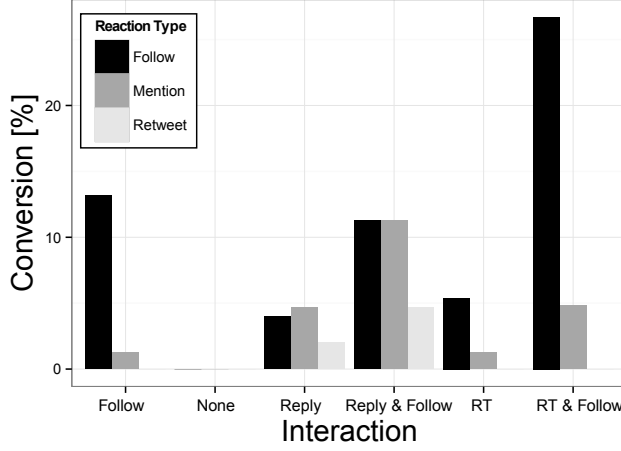 Reaction Type
Follow
Mention
Retweet
Conversion [%]
20
10
0
Follow None Reply Reply & Follow RT RT & Follow
Interaction